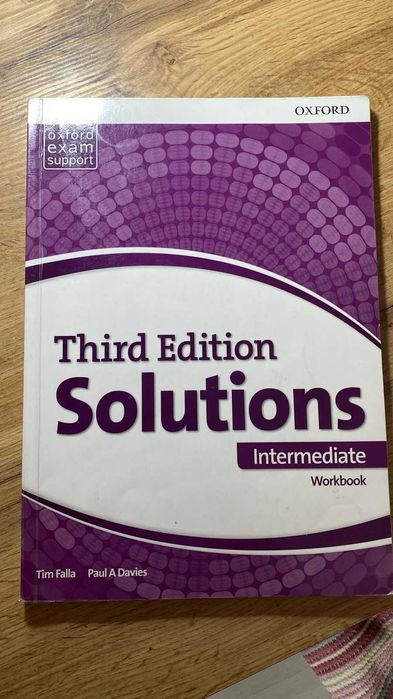 OXFORD
oxford
exam
support
Third Edition
Solutions
Intermediate
Workbook
Tim Falla Paul A Davies